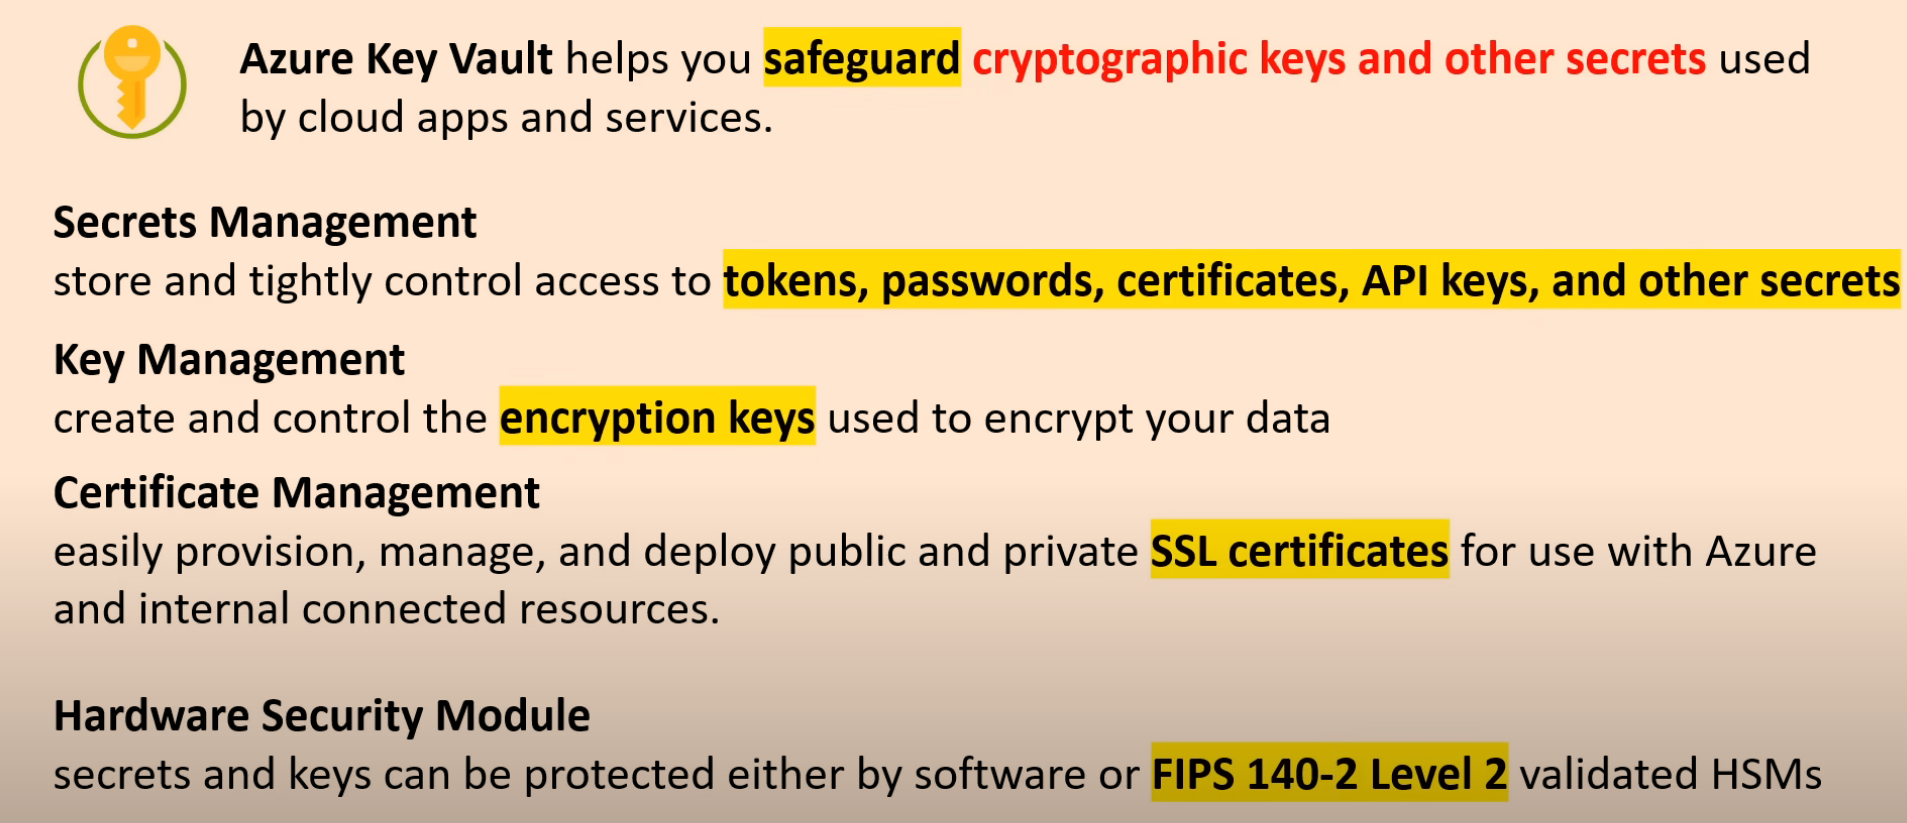 Azure Key Vault helps you safeguard cryptographic keys and other secrets used
by cloud apps and services.
Secrets Management
store and tightly control access to tokens, passwords, certificates, API keys, and other secrets
Key Management
create and control the encryption keys used to encrypt your data
Certificate Management
easily provision, manage, and deploy public and private SSL certificates for use with Azure
and internal connected resources.
Hardware Security Module
secrets and keys can be protected either by software or FIPS 140-2 Level 2 validated HSMs